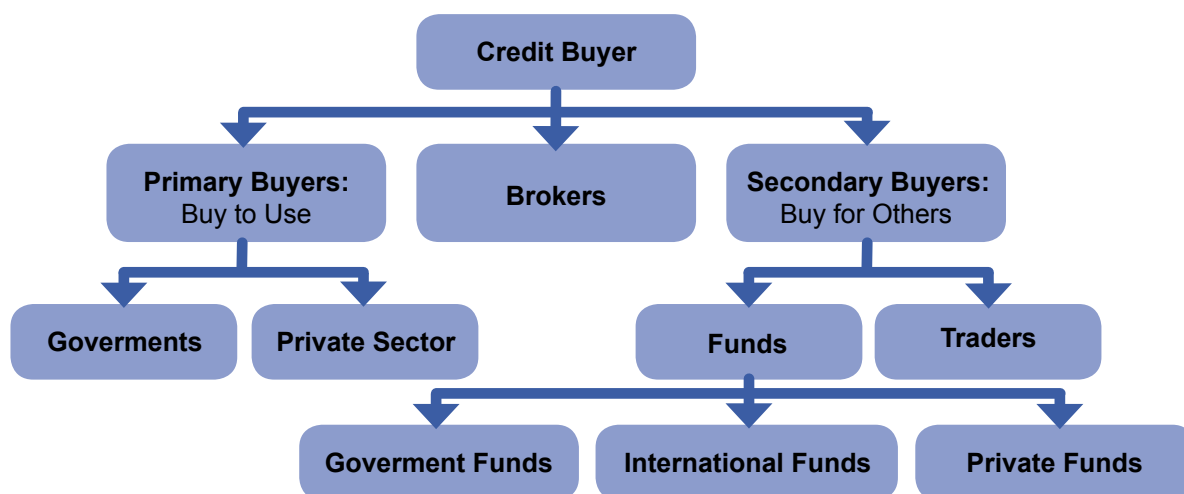 Credit Buyer
Primary Buyers:
Buy to Use
Brokers
Secondary Buyers:
Buy for Others
Goverments
Private Sector
Funds
Traders
Goverment Funds
International Funds
Private Funds